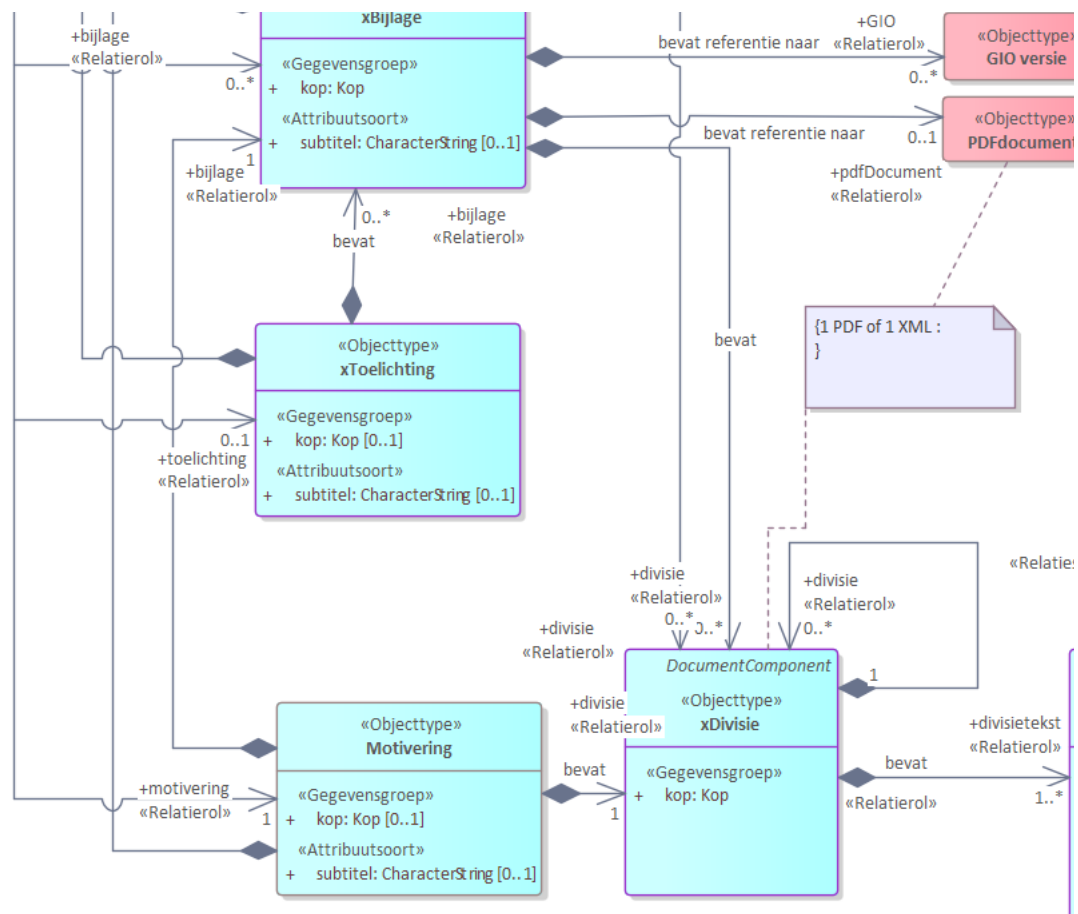 xBijlage
+bijlage
«Relatierol»
0..*
«Gegevensgroep»
+ kop: Kop
«Attribuutsoort»
+ subtitel: CharacterString [0..1]
bevat referentie naar
+GIO
«Relatierol»
0..*
«Objecttype»
GIO versie
bevat referentie naar
0..1
+pdfDocument
«Relatierol»
«Objecttype»
PDFdocument
1
+bijlage
«Relatierol»
0..*
bevat
+bijlage
«Relatierol»
{1 PDF of 1 XML :
}
bevat
«Objecttype»
xToelichting
«Gegevensgroep»
+ kop: Kop [0..1]
«Attribuutsoort»
+ subtitel: CharacterString [0..1]
0..1
+toelichting
«Relatierol»
+divisie
«Relatierol»
0..*
0..*
+divisie
«Relatierol»
0..*
«Relaties
+divisie
«Relatierol»
DocumentComponent
«Objecttype»
xDivisie
«Gegevensgroep»
+ kop: Kop
1
+divisie
«Relatierol»
bevat
1
+divisietekst
«Relatierol»
bevat
«Relatierol»
1..*
«Objecttype»
Motivering
«Gegevensgroep»
+ kop: Kop [0..1]
«Attribuutsoort»
+ subtitel: CharacterString [0..1]
+motivering
«Relatierol»
1